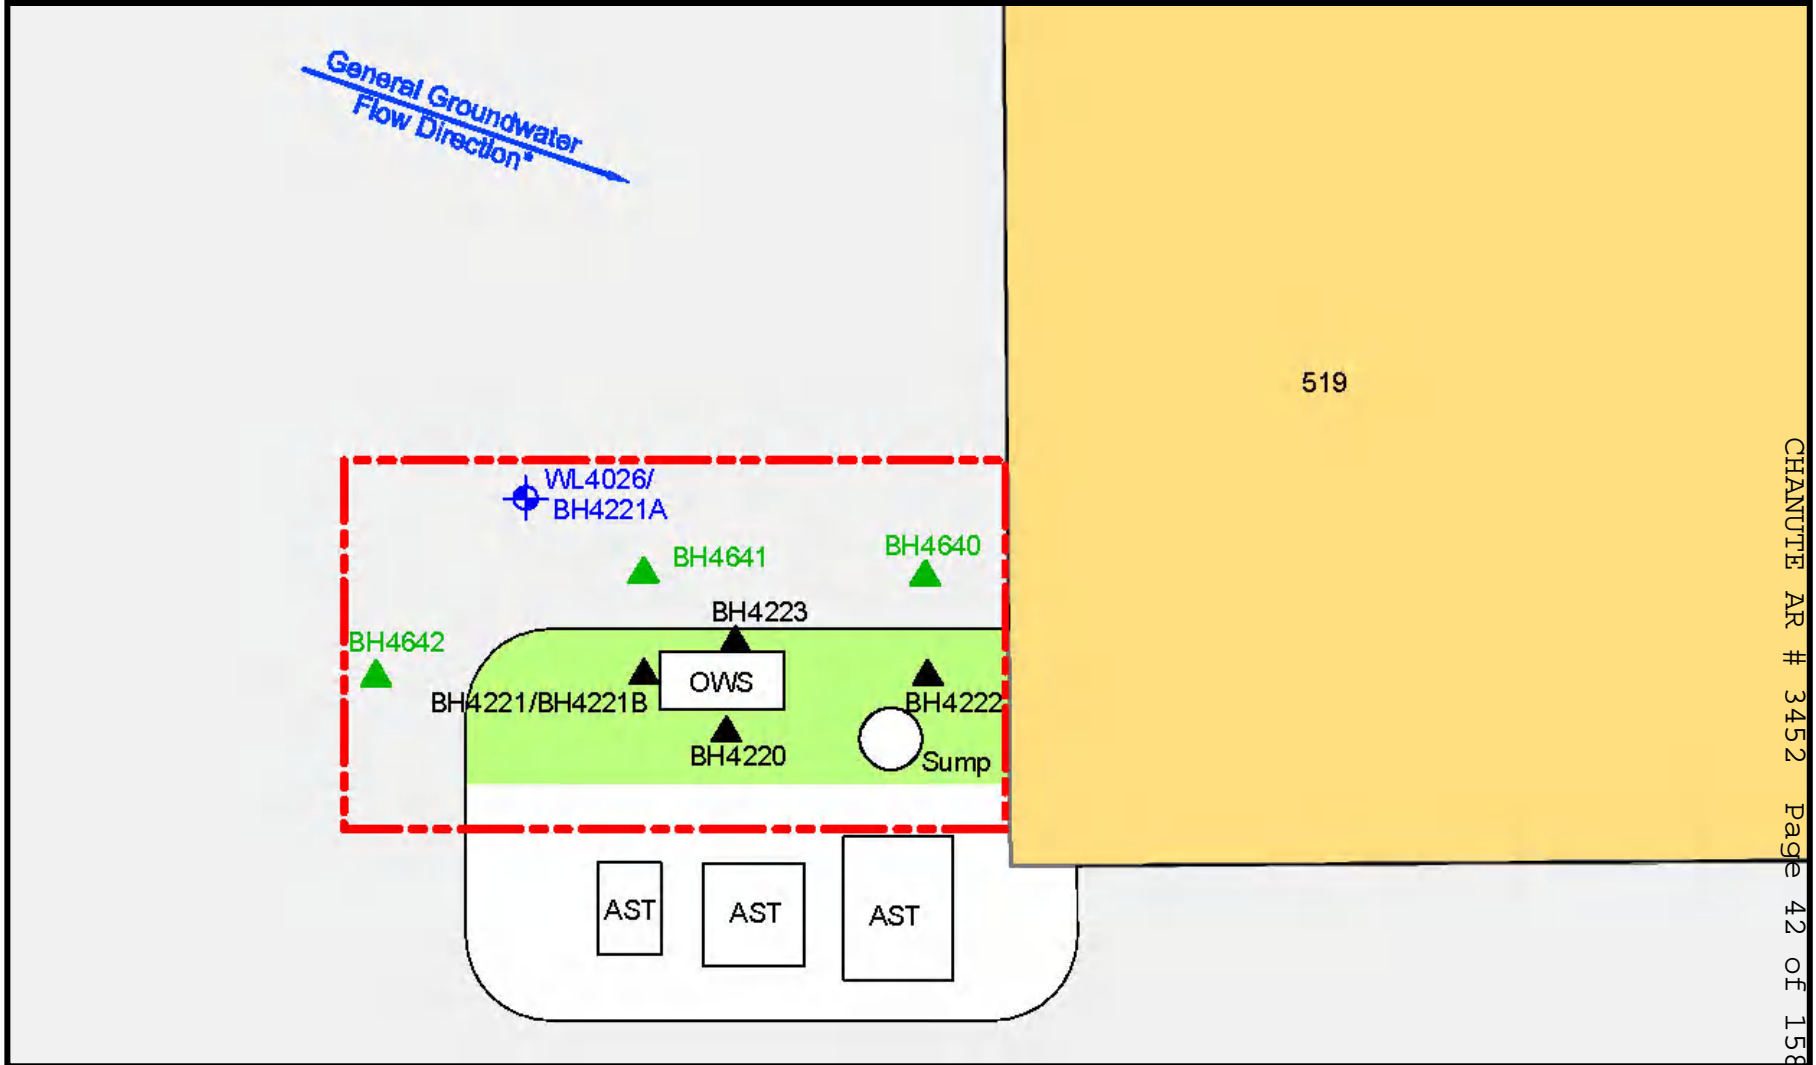 General Groundwater
Flow Direction*
519
WL4026/
BH4221A
BH4641
BH4640
BH4223
BH4642
OWS
BH4221/BH4221B
BH4222
BH4220
Sump
AST
AST
AST
CHANUTE AR # 3452 Page 42 of 158